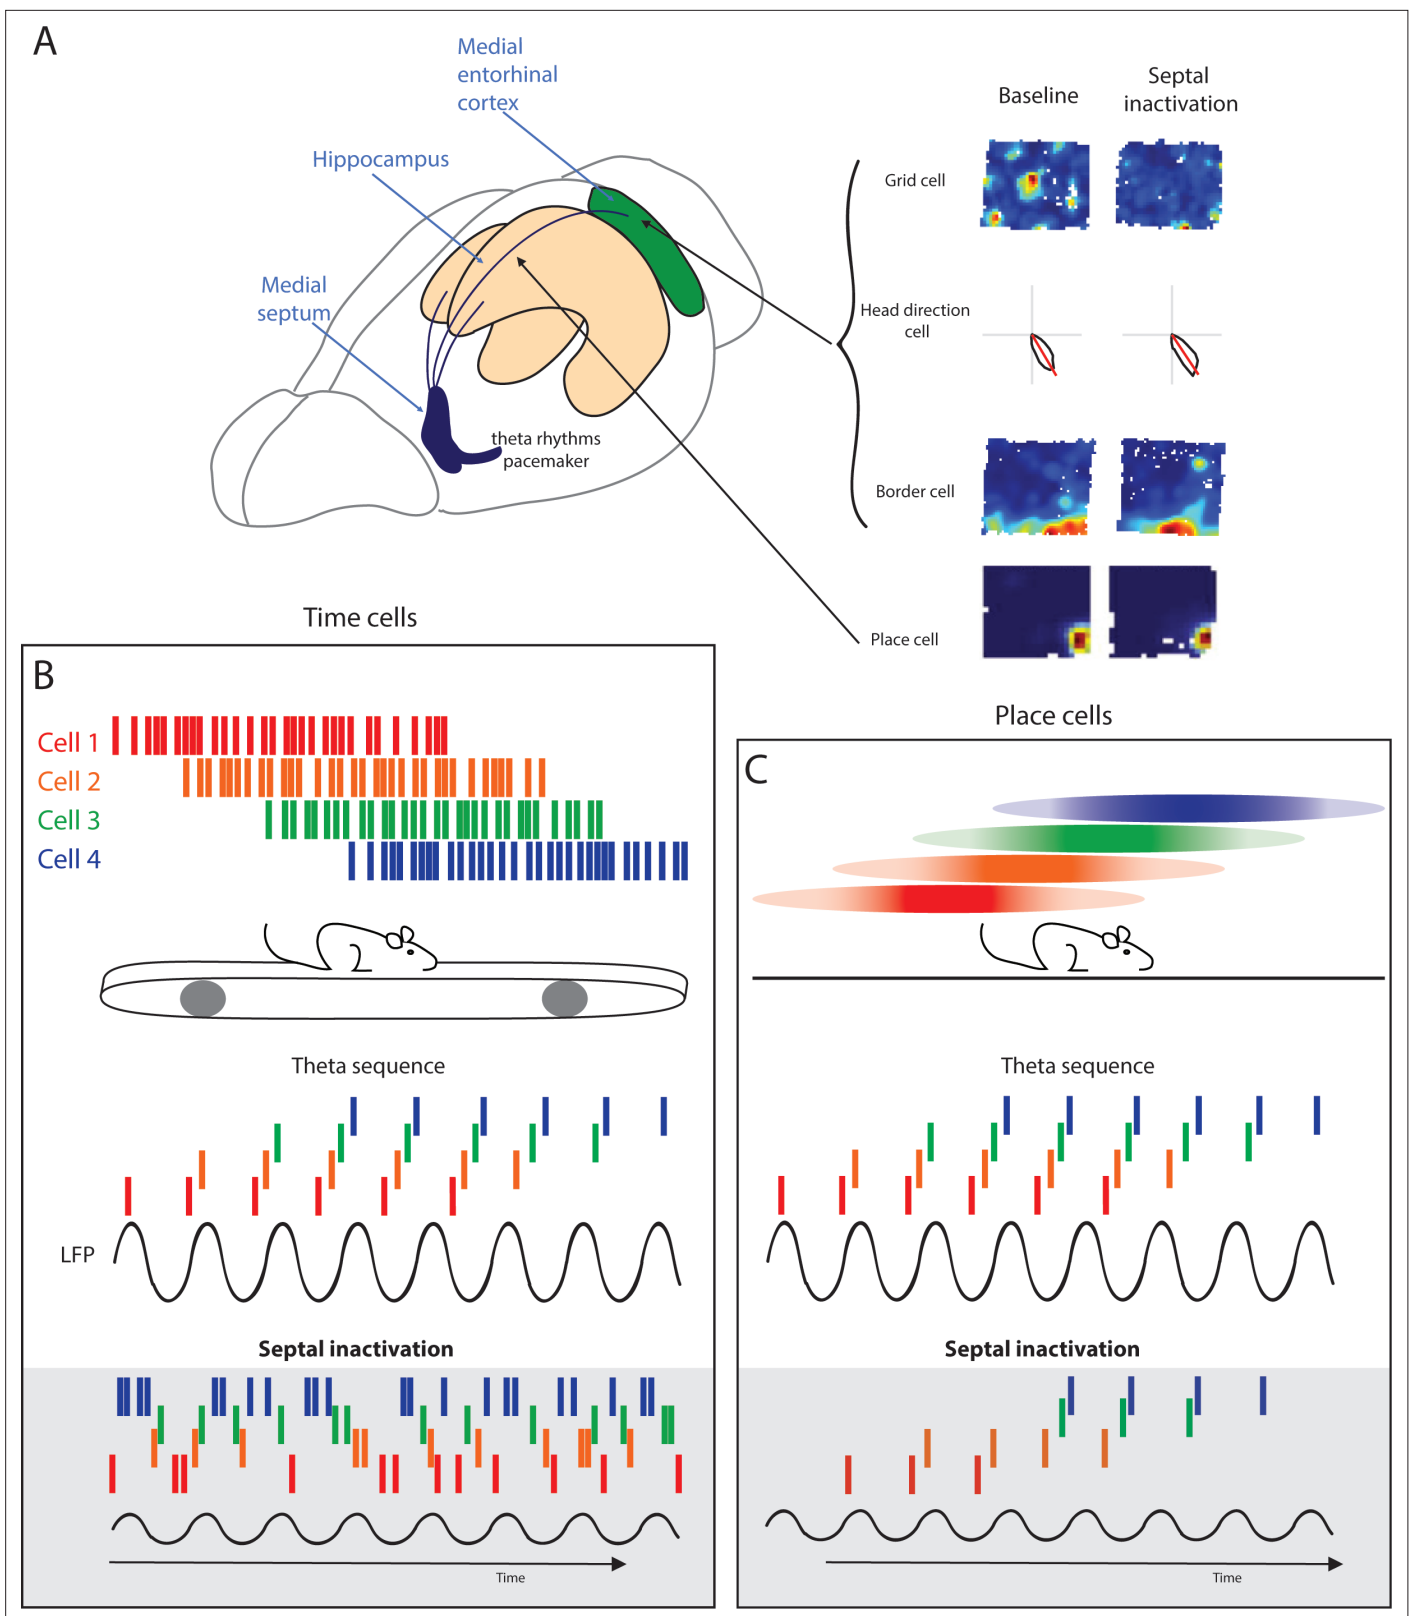 A
Medial
entorhinal
cortex
Hippocampus
Medial
septum
theta rhythms
pacemaker
Baseline
Septal
inactivation
Grid cell
Head direction
cell
Border cell
Place cell
Time cells
B
Cell 1
Cell 2
Cell 3
Cell 4
Theta sequence
LFP
Septal inactivation
Time
Place cells
C
Theta sequence
Septal inactivation
Time